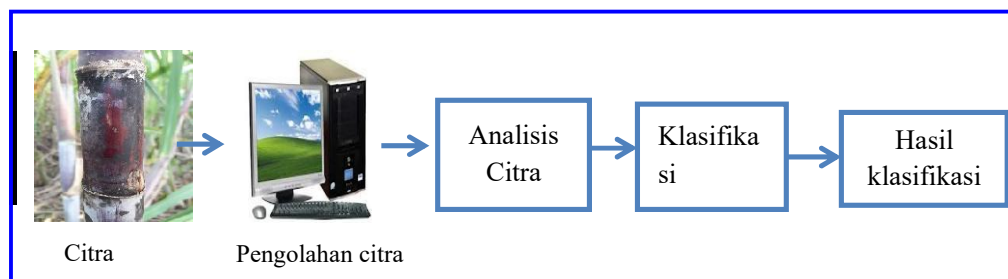 Citra
Pengolahan citra
Analisis
Citra
Klasifika
si
Hasil
klasifikasi